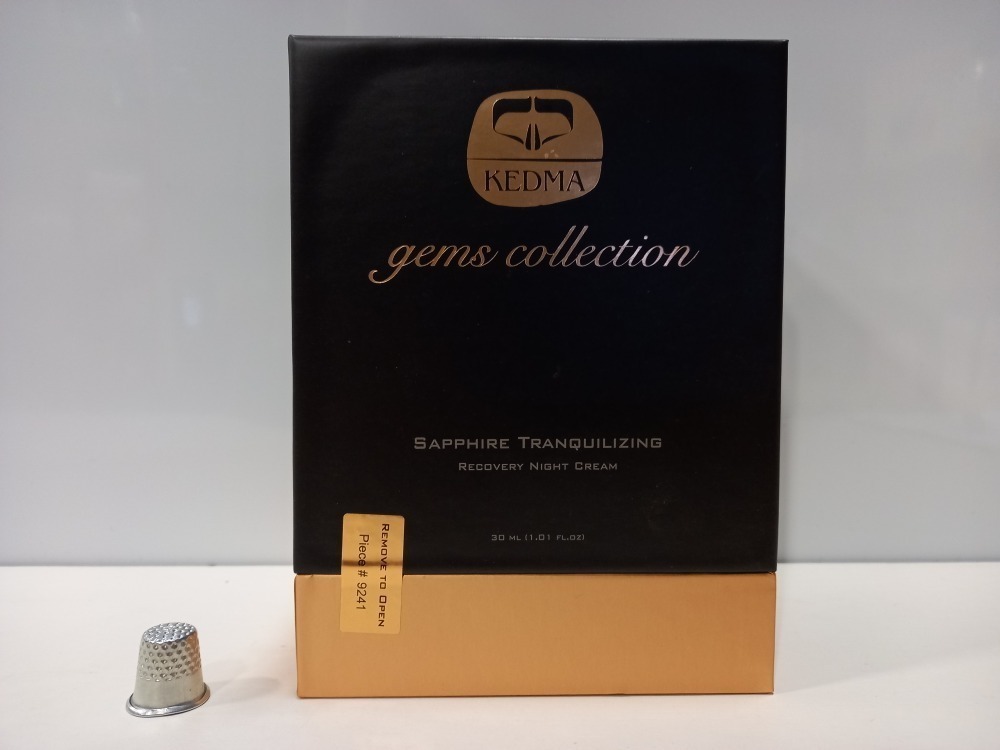 KEDMA
gems collection
SAPPHIRE TRANQUILIZING
RECOVERY NIGHT CREAM
30 ML (1.01 FL.OZ)
REMOVE TO OPEN
Piece # 9241